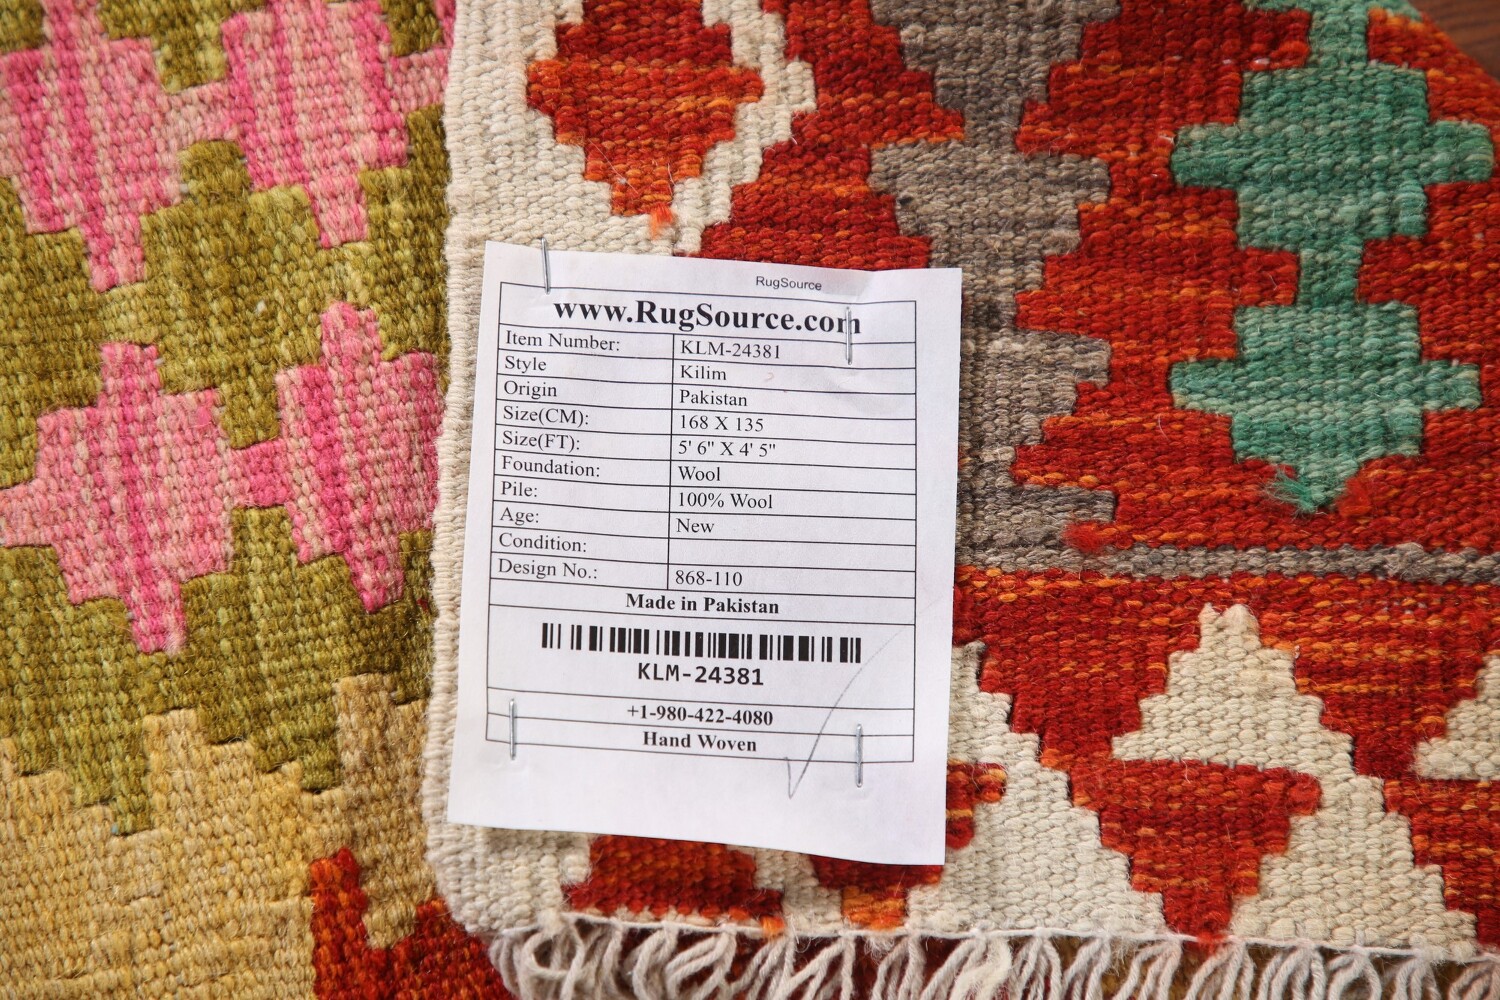 RugSource
www.RugSource.com
Item Number: KLM-24381
Style Kilim
Origin Pakistan
Size(CM): 168 X 135
Size(FT): 5' 6" X 4' 5"
Foundation: Wool
Pile: 100% Wool
Age: New
Condition:
Design No.: 868-110
Made in Pakistan
KLM-24381
+1-980-422-4080
Hand Woven